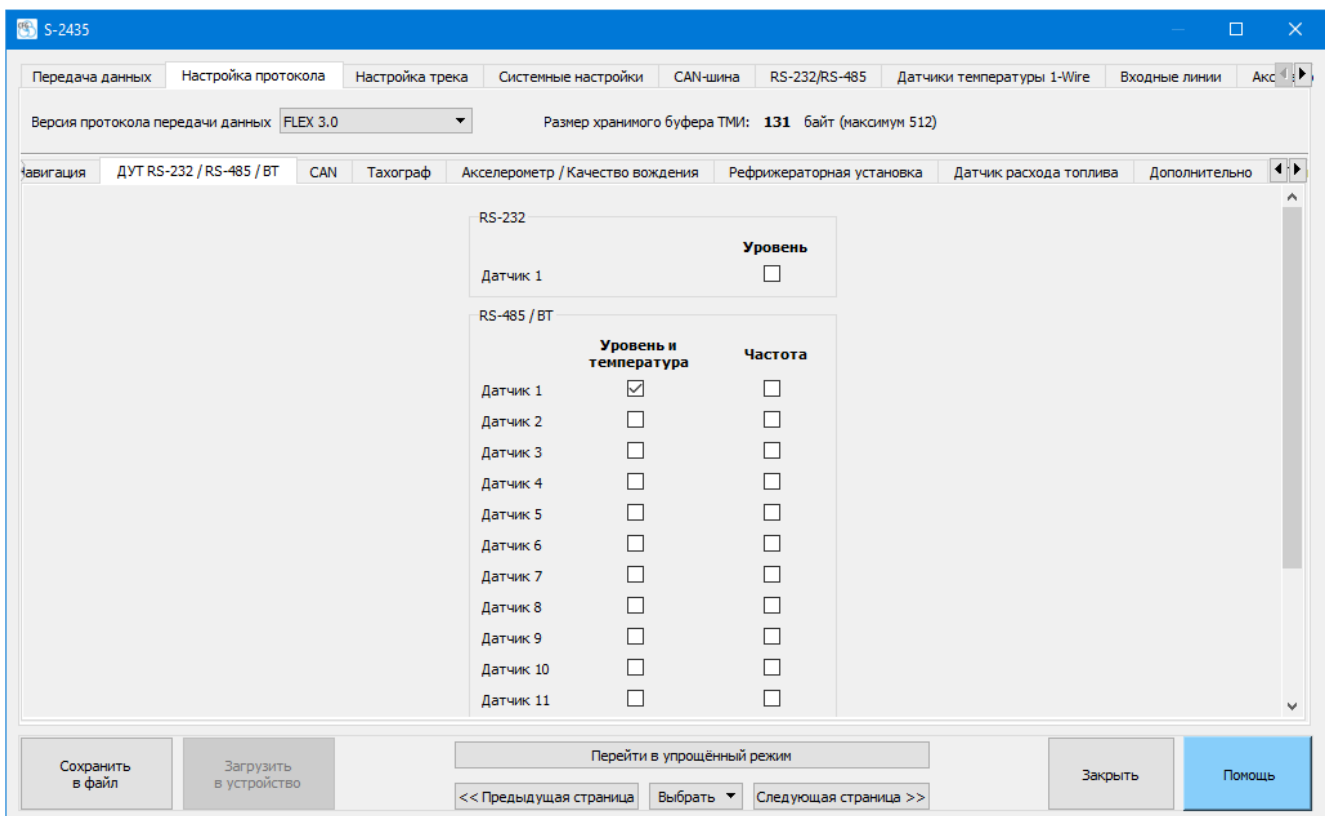 S-2435
Передача данных Настройка протокола Настройка трека Системные настройки CAN-шина RS-232/RS-485 Датчики температуры 1-Wire Входные линии
Версия протокола передачи данных FLEX 3.0 Размер хранимого буфера ТМИ: 131 байт (максимум 512)
Навигация ДУТ RS-232 / RS-485 / BT CAN Тахограф Акселерометр / Качество вождения Рефрижераторная установка Датчик расхода топлива Дополнительно
RS-232
Уровень
Датчик 1
RS-485 / BT
Уровень и
температура
Частота
Датчик 1
Датчик 2
Датчик 3
Датчик 4
Датчик 5
Датчик 6
Датчик 7
Датчик 8
Датчик 9
Датчик 10
Датчик 11
Сохранить
в файл
Загрузить
в устройство
Перейти в упрощённый режим
<< Предыдущая страница Выбрать Следующая страница >>
Закрыть
Помощь